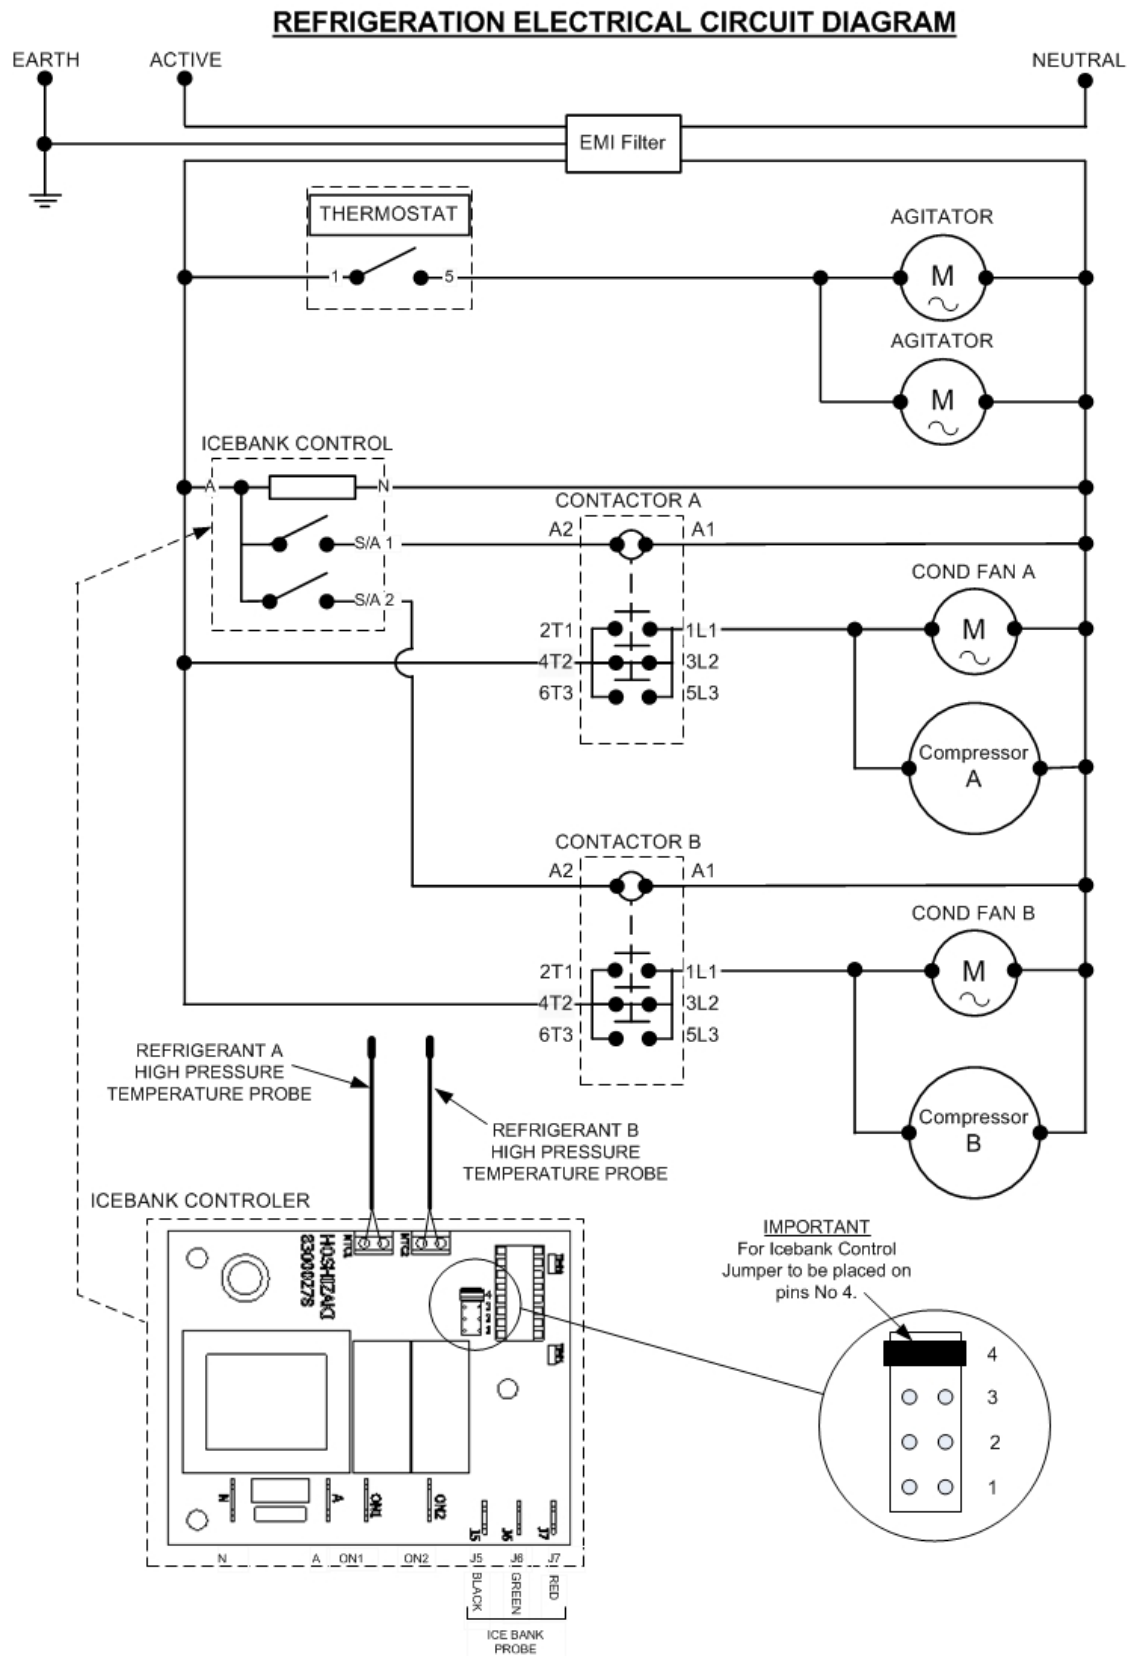 REFRIGERATION ELECTRICAL CIRCUIT DIAGRAM
EARTH
ACTIVE
NEUTRAL
EMI Filter
THERMOSTAT
1
5
AGITATOR
M
AGITATOR
M
ICEBANK CONTROL
A
N
S/A 1
S/A 2
CONTACTOR A
A2
A1
2T1
1L1
4T2
3L2
6T3
5L3
COND FAN A
M
Compressor
A
CONTACTOR B
A2
A1
2T1
1L1
4T2
3L2
6T3
5L3
COND FAN B
M
Compressor
B
REFRIGERANT A
HIGH PRESSURE
TEMPERATURE PROBE
REFRIGERANT B
HIGH PRESSURE
TEMPERATURE PROBE
ICEBANK CONTROLER
HOSHIZAKI
83000278
NTC1
NTC2
N
A
ON1
ON2
J5
J6
J7
N
A
ON1
ON2
J5
J6
J7
BLACK
GREEN
RED
ICE BANK
PROBE
IMPORTANT
For Icebank Control
Jumper to be placed on
pins No 4.
4
3
2
1